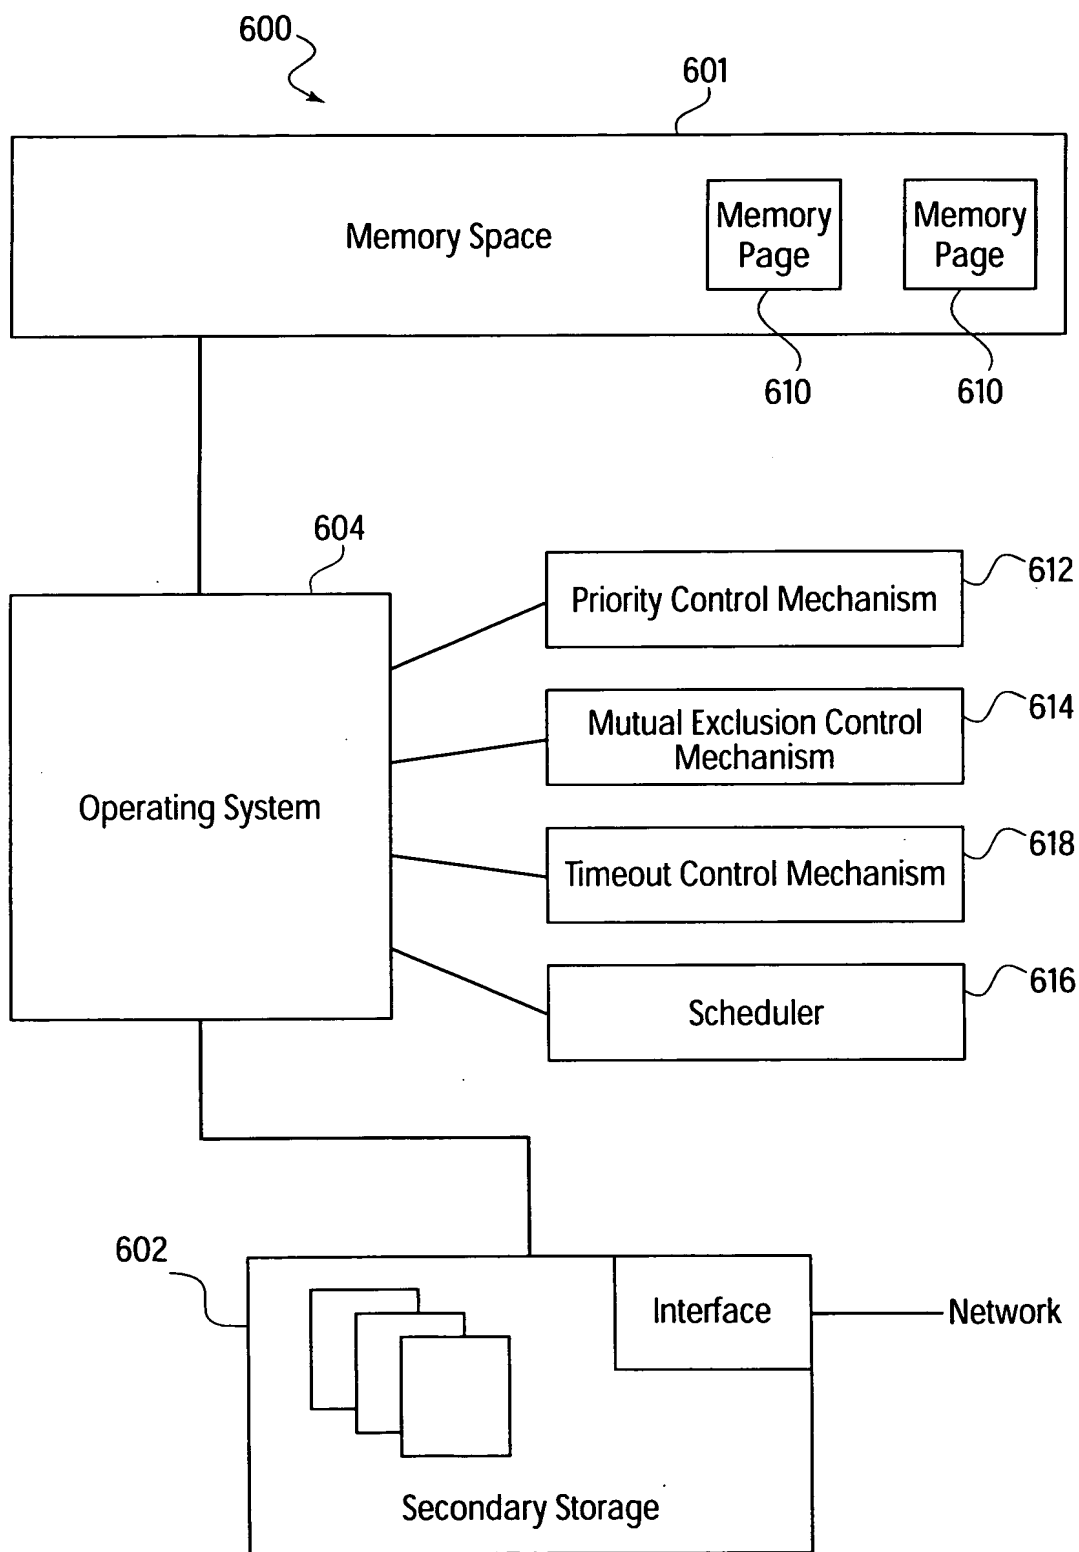 600
601
Memory Space
Memory
Page
Memory
Page
610
610
604
Operating System
Priority Control Mechanism
612
Mutual Exclusion Control
Mechanism
614
Timeout Control Mechanism
618
Scheduler
616
602
Interface
Network
Secondary Storage